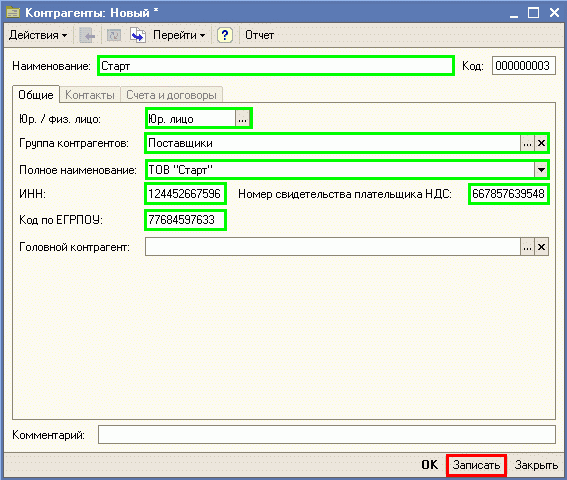 Контрагенты: Новый *
Действия Перейти ? Отчет
Наименование: Старт Код: 000000003
Общие Контакты Счета и договоры
Юр. / физ. лицо: Юр. лицо ...
Группа контрагентов: Поставщики ... x
Полное наименование: ТОВ "Старт"
ИНН: 124452667596 Номер свидетельства плательщика НДС: 667857639548
Код по ЕГРПОУ: 77684597633
Головной контрагент: ... x
Комментарий:
OK Записать Закрыть